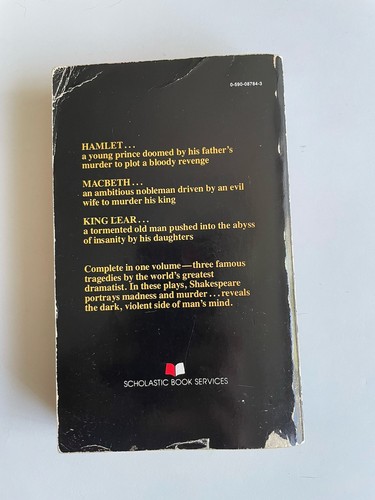 0-590-08784-3
HAMLET...
a young prince doomed by his father's
murder to plot a bloody revenge
MACBETH...
an ambitious nobleman driven by an evil
wife to murder his king
KING LEAR...
a tormented old man pushed into the abyss
of insanity by his daughters
Complete in one volume—three famous
tragedies by the world's greatest
dramatist. In these plays, Shakespeare
portrays madness and murder...reveals
the dark, violent side of man's mind.
SCHOLASTIC BOOK SERVICES